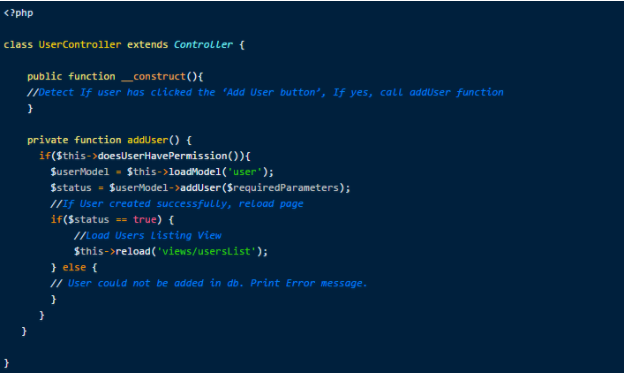 <?php
class UserController extends Controller {
public function __construct(){
//Detect If user has clicked the 'Add User button', If yes, call addUser function
}
private function addUser() {
if($this->doesUserHavePermission()){
$userModel = $this->loadModel('user');
$status = $userModel->addUser($requiredParameters);
//If User created successfully, reload page
if($status == true) {
//Load Users Listing View
$this->reload('views/usersList');
} else {
// User could not be added in db. Print Error message.
}
}
}
}